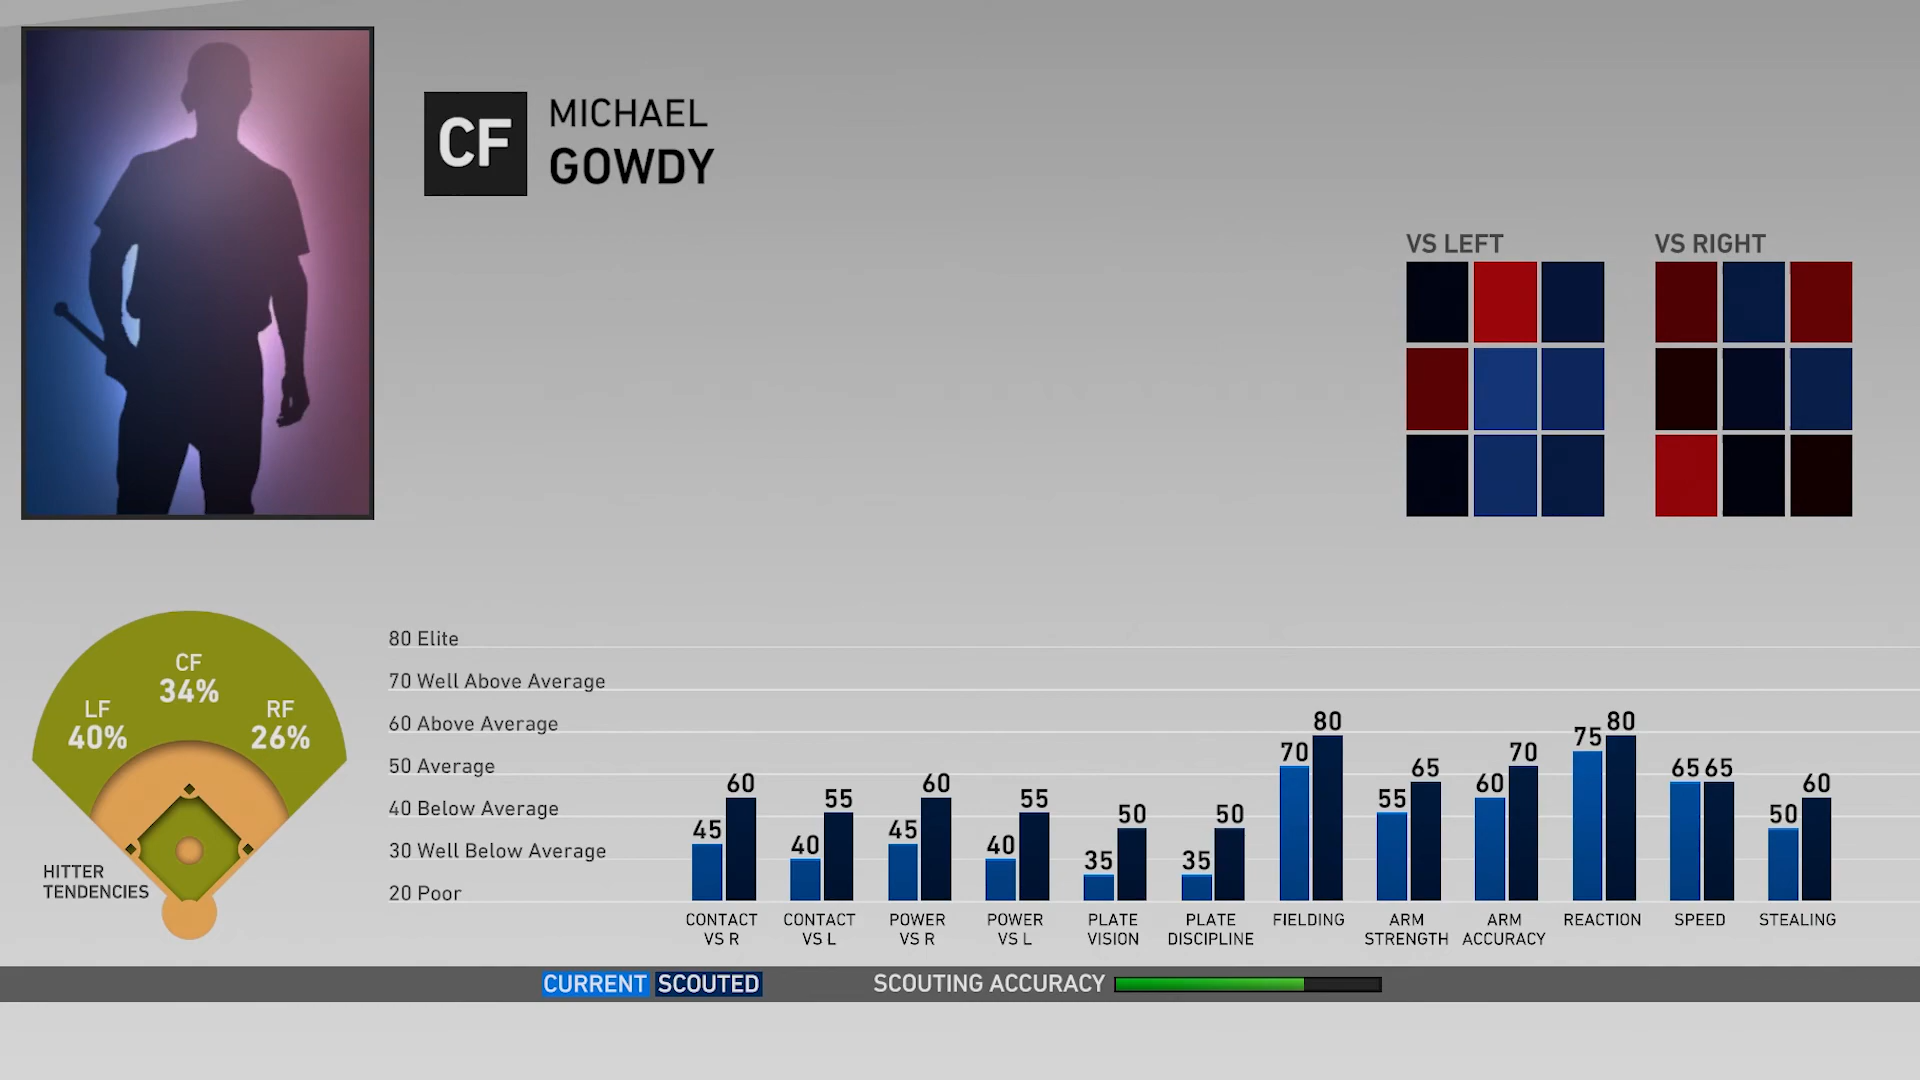 CF
MICHAEL
GOWDY
VS LEFT
VS RIGHT
CF
34%
LF
40%
RF
26%
HITTER
TENDENCIES
80 Elite
70 Well Above Average
60 Above Average
50 Average
40 Below Average
30 Well Below Average
20 Poor
45 60
40 55
45 60
40 55
35 50
35 50
70 80
55 65
60 70
75 80
65 65
50 60
CONTACT
VS R
CONTACT
VS L
POWER
VS R
POWER
VS L
PLATE
VISION
PLATE
DISCIPLINE
FIELDING
ARM
STRENGTH
ARM
ACCURACY
REACTION
SPEED
STEALING
CURRENT SCOUTED
SCOUTING ACCURACY